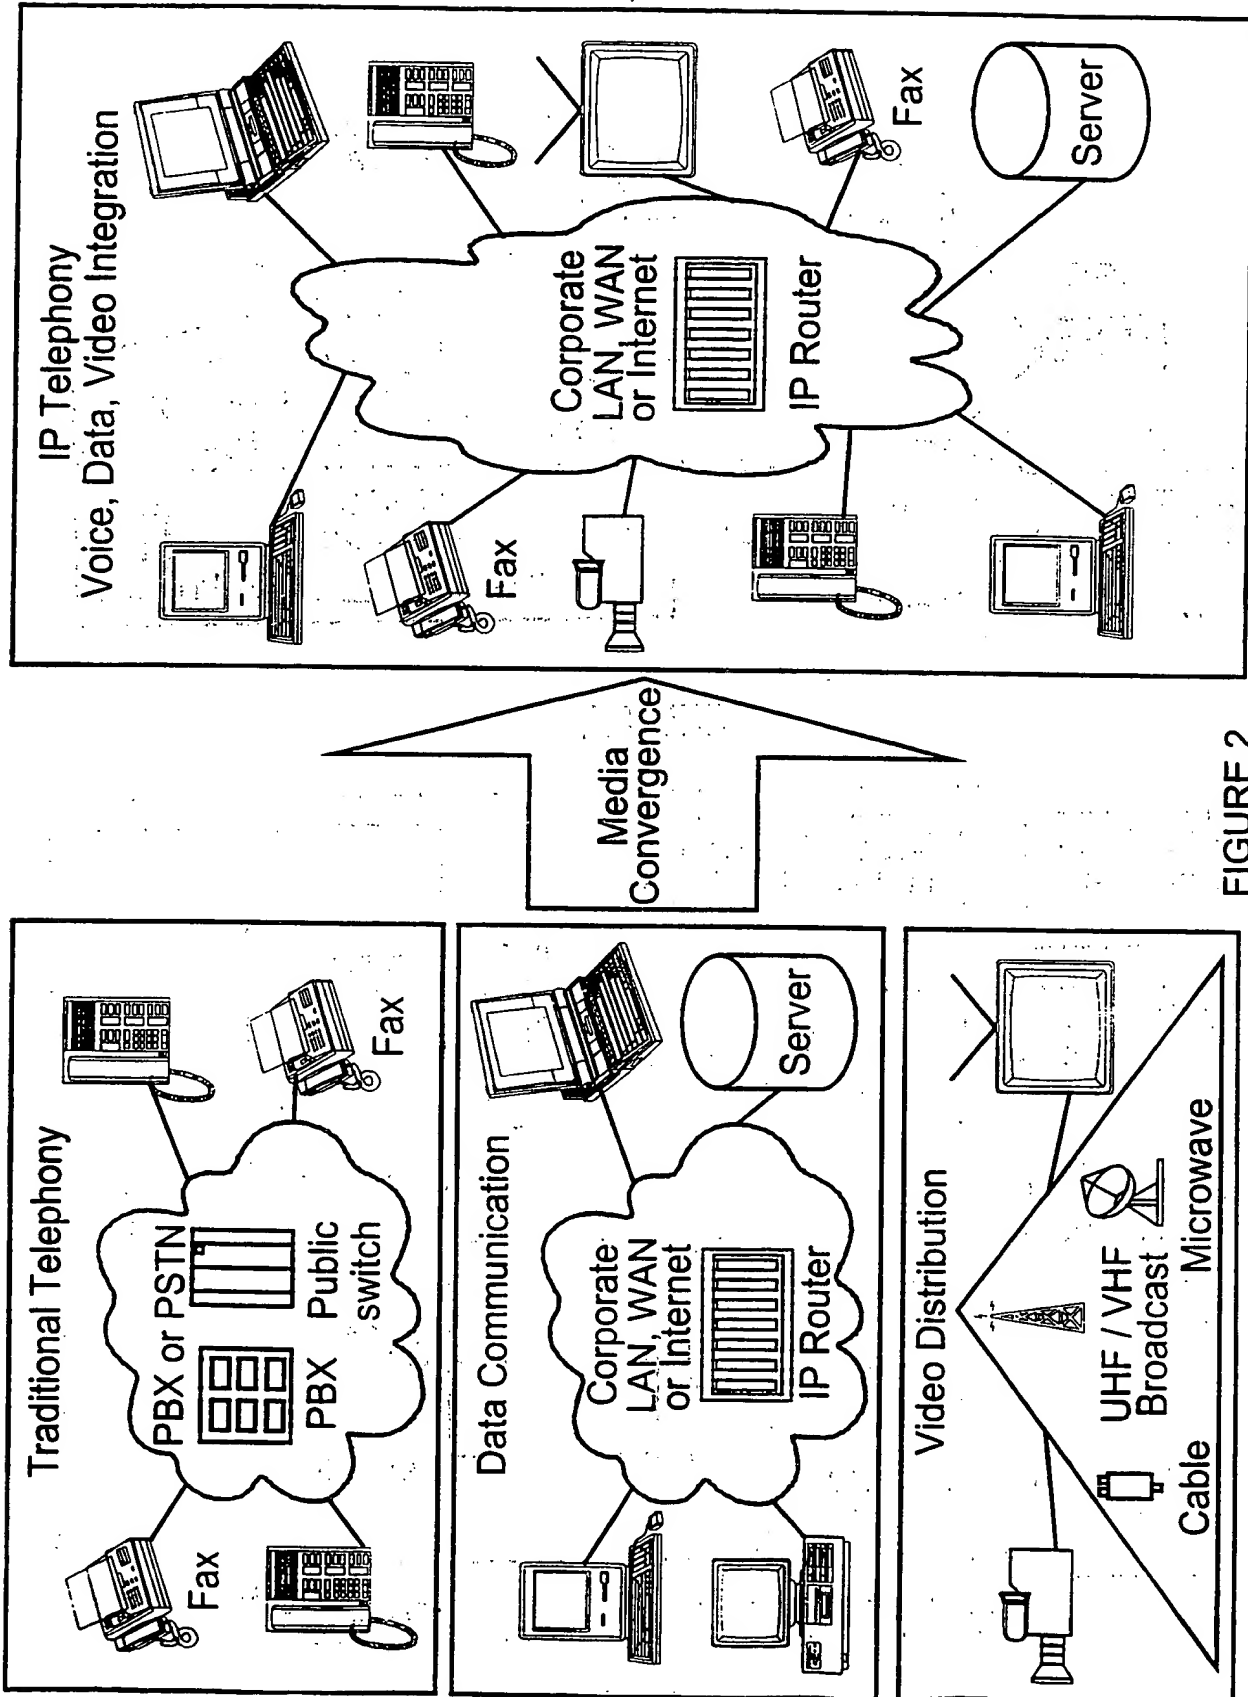 Traditional Telephony
PBX or PSTN
PBX
Public
switch
Fax
Fax
Data Communication
Corporate
LAN, WAN
or Internet
IP Router
Server
Video Distribution
UHF / VHF
Broadcast
Cable
Microwave
Media
Convergence
IP Telephony
Voice, Data, Video Integration
Fax
Corporate
LAN, WAN
or Internet
IP Router
Fax
Server
FIGURE 2